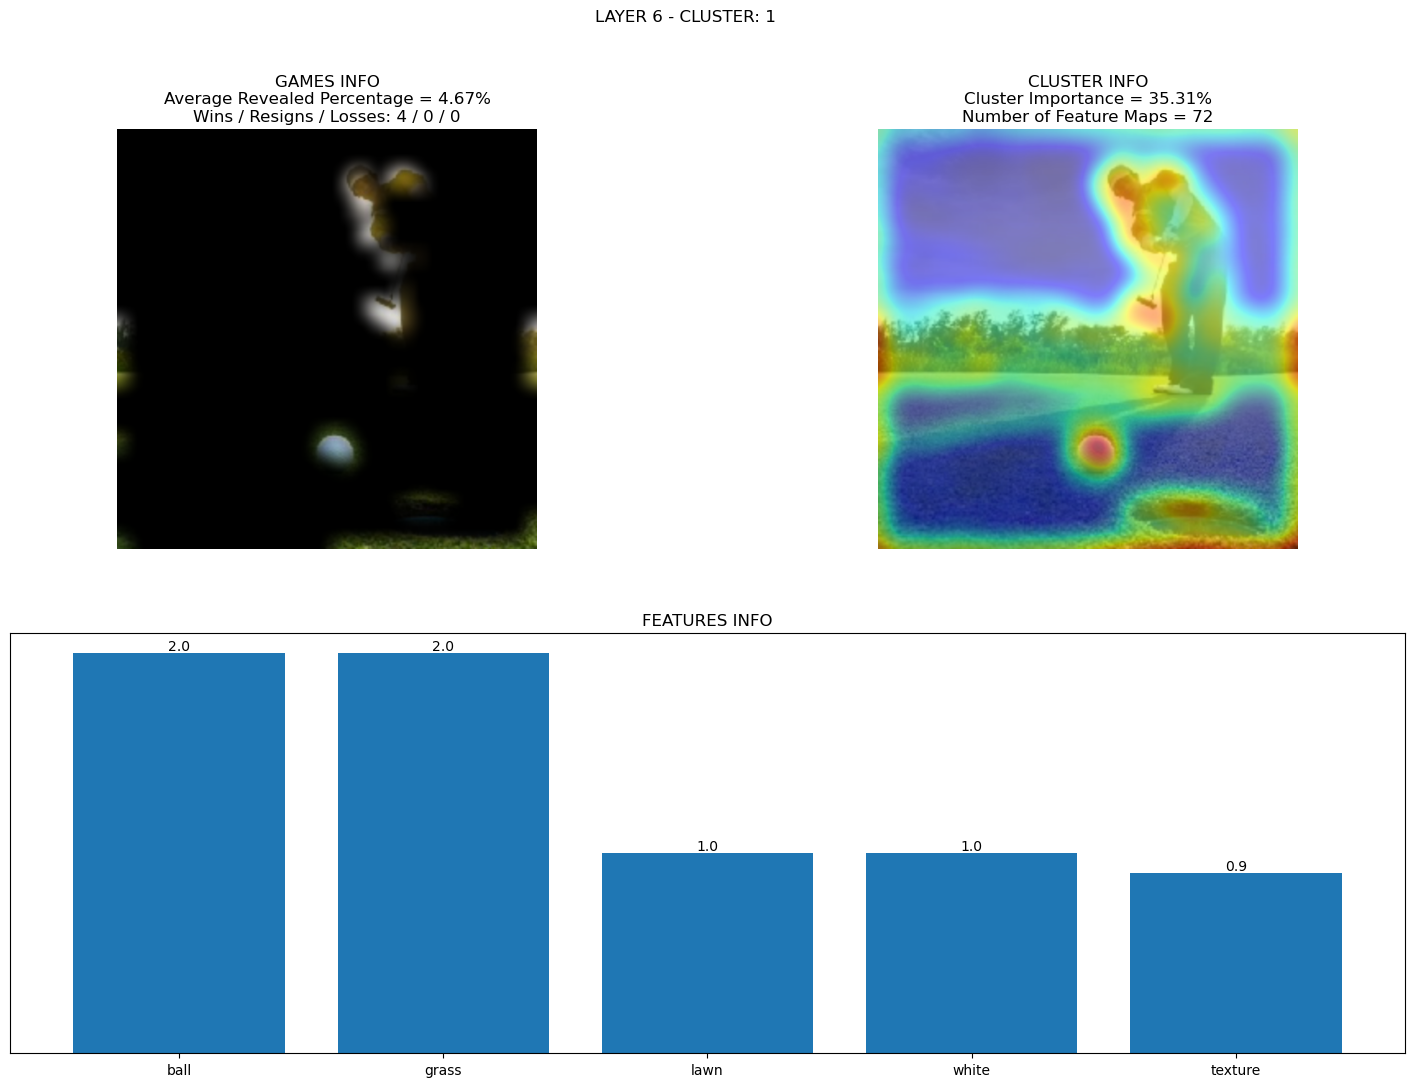 LAYER 6 - CLUSTER: 1
GAMES INFO
Average Revealed Percentage = 4.67%
Wins / Resigns / Losses: 4 / 0 / 0
CLUSTER INFO
Cluster Importance = 35.31%
Number of Feature Maps = 72
FEATURES INFO
2.0
2.0
1.0
1.0
0.9
ball
grass
lawn
white
texture